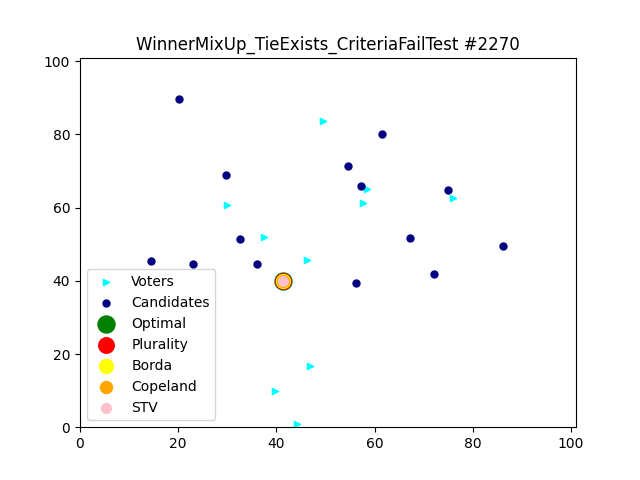 WinnerMixUp_TieExists_CriteriaFailTest #2270
100
80
60
40
20
0
Voters
Candidates
Optimal
Plurality
Borda
Copeland
STV
0 20 40 60 80 100